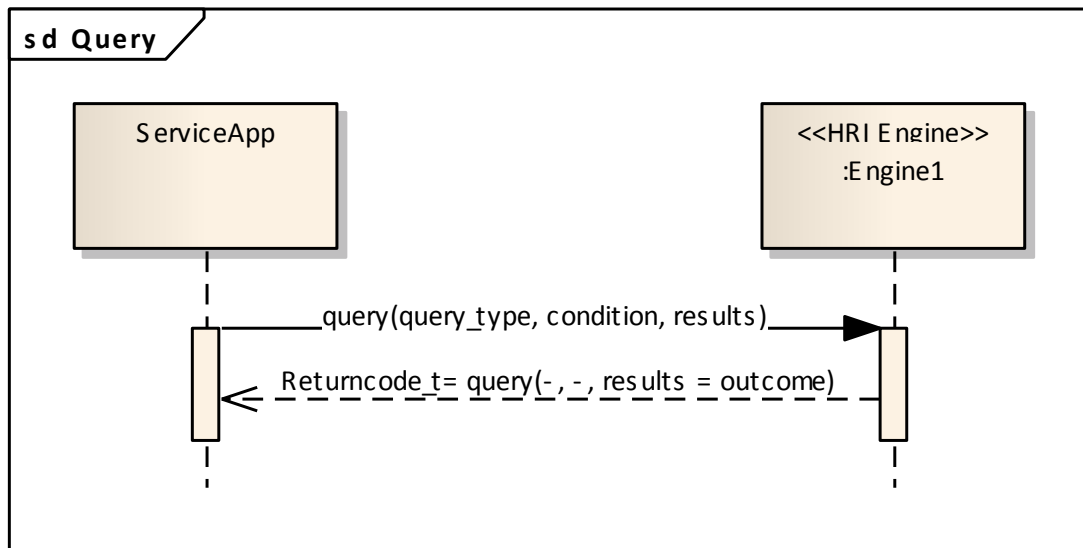 sd Query
ServiceApp
<<HRI Engine>>
:Engine1
query(query_type, condition, results)
Returncode_t= query(-, -, results = outcome)